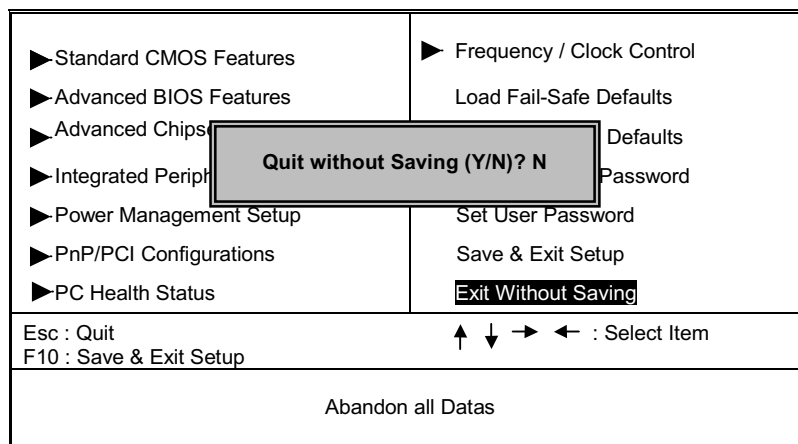 Standard CMOS Features
Advanced BIOS Features
Advanced Chips
Integrated Periph
Power Management Setup
PnP/PCI Configurations
PC Health Status
Frequency / Clock Control
Load Fail-Safe Defaults
Defaults
Password
Set User Password
Save & Exit Setup
Exit Without Saving
Quit without Saving (Y/N)? N
Esc : Quit
F10 : Save & Exit Setup
↑ ↓ → ← : Select Item
Abandon all Datas